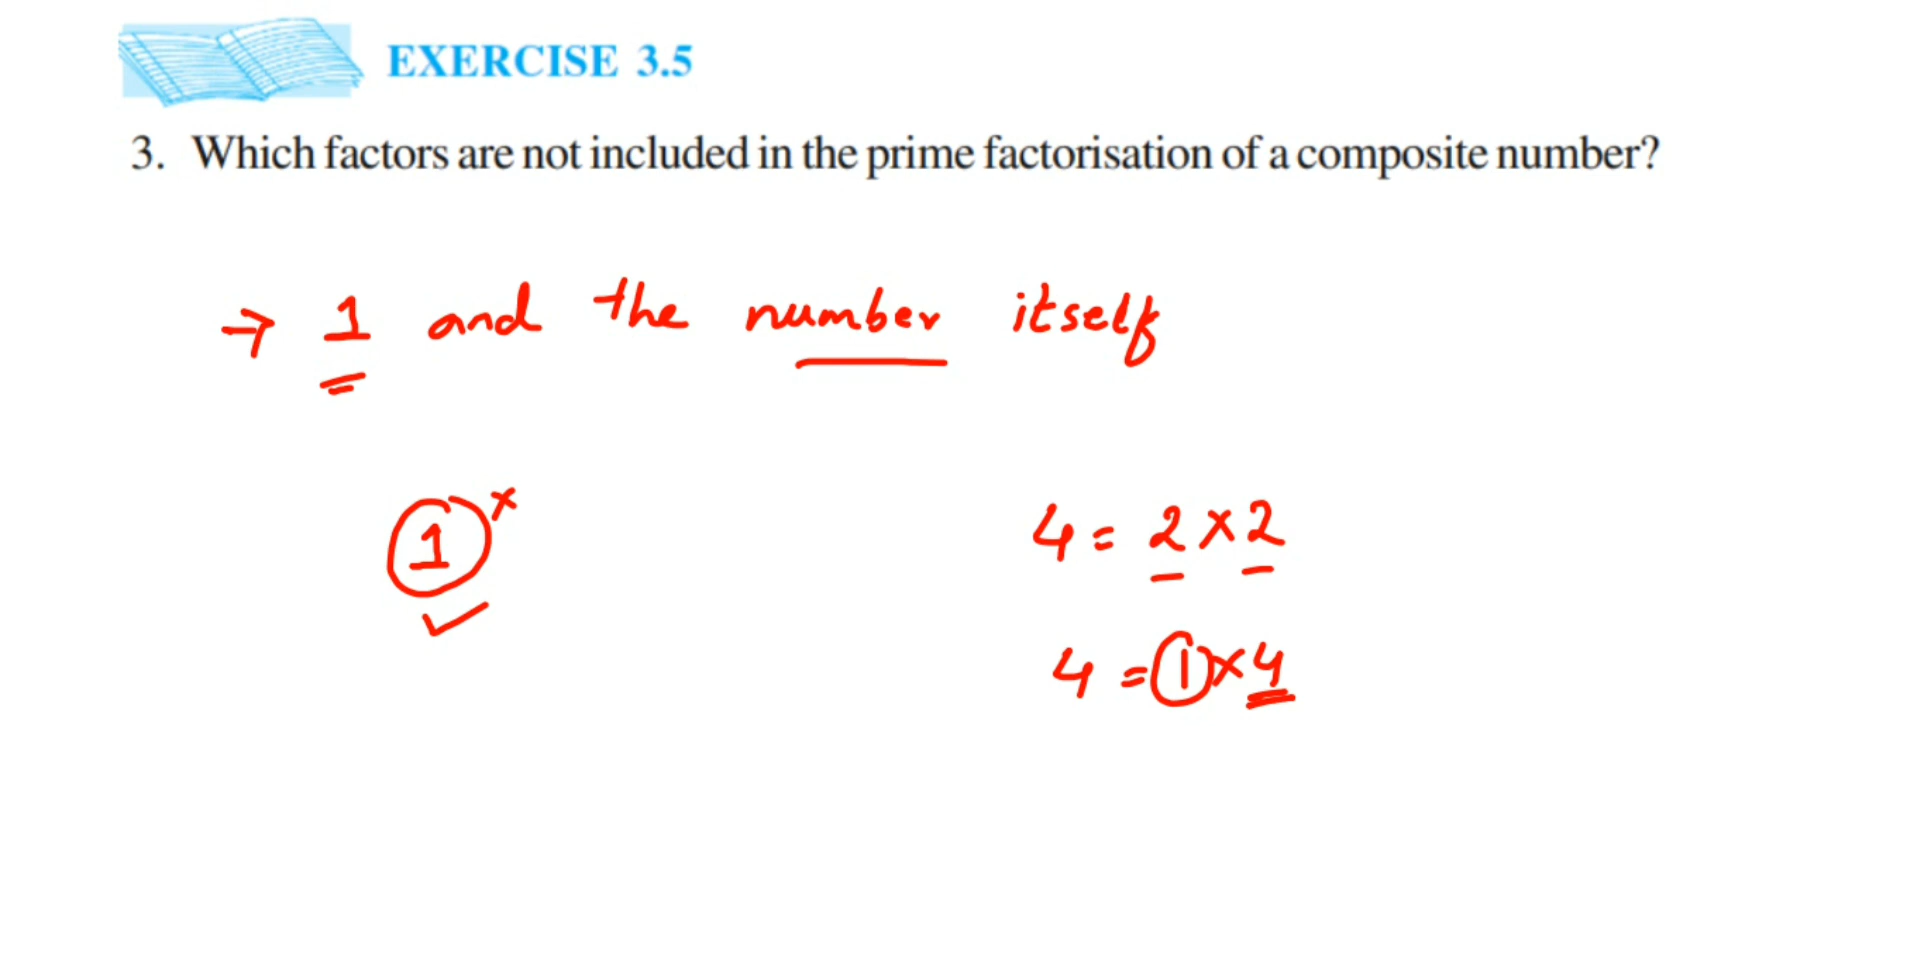 EXERCISE 3.5
3. Which factors are not included in the prime factorisation of a composite number?
→ 1 and the number itself
1 ×
✓
4 = 2 × 2
4 = 1 × 4